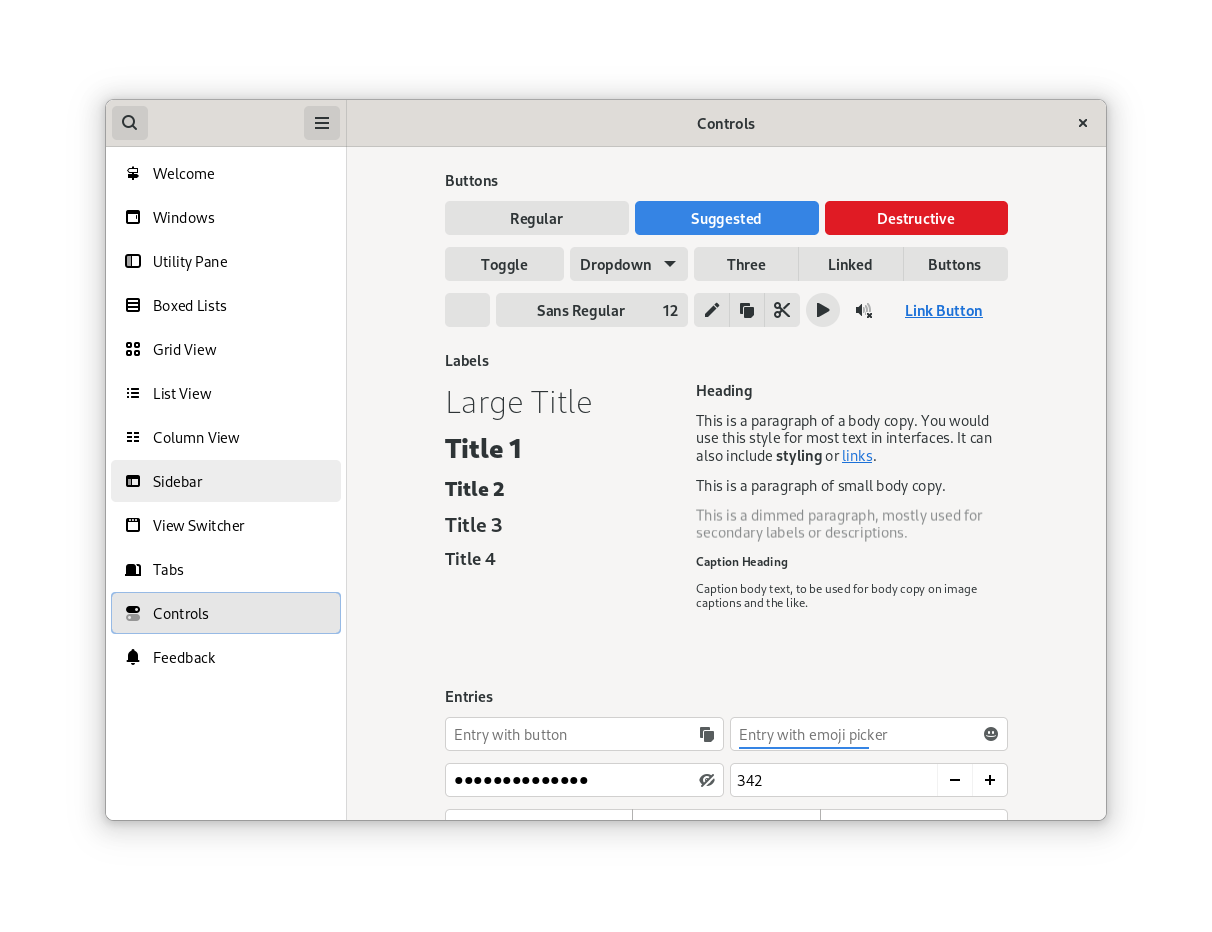 Controls
Welcome
Windows
Utility Pane
Boxed Lists
Grid View
List View
Column View
Sidebar
View Switcher
Tabs
Controls
Feedback
Buttons
Regular Suggested Destructive
Toggle Dropdown Three Linked Buttons
Sans Regular 12 Link Button
Labels
Large Title
Title 1
Title 2
Title 3
Title 4
Heading
This is a paragraph of a body copy. You would
use this style for most text in interfaces. It can
also include styling or links.
This is a paragraph of small body copy.
This is a dimmed paragraph, mostly used for
secondary labels or descriptions.
Caption Heading
Caption body text, to be used for body copy on image
captions and the like.
Entries
Entry with button Entry with emoji picker
●●●●●●●●●●●●●● 342